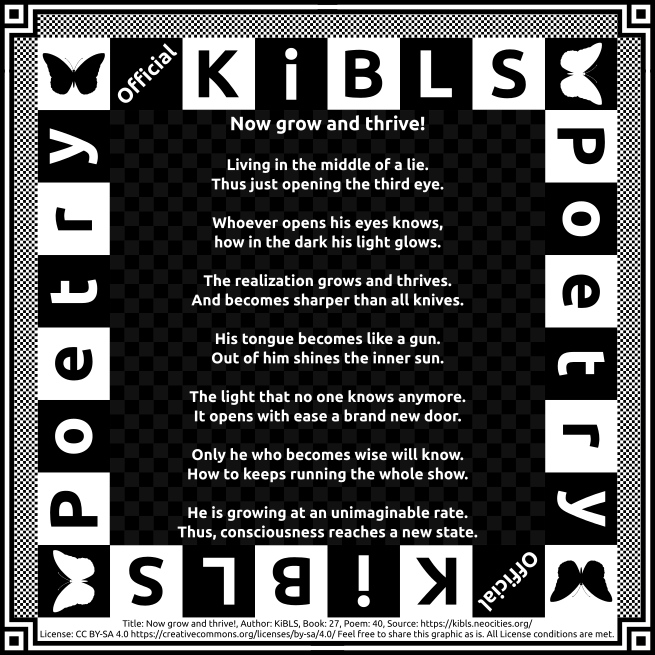 Official KiBLS
Poetry
Poetry
Now grow and thrive!
Living in the middle of a lie.
Thus just opening the third eye.
Whoever opens his eyes knows,
how in the dark his light glows.
The realization grows and thrives.
And becomes sharper than all knives.
His tongue becomes like a gun.
Out of him shines the inner sun.
The light that no one knows anymore.
It opens with ease a brand new door.
Only he who becomes wise will know.
How to keeps running the whole show.
He is growing at an unimaginable rate.
Thus, consciousness reaches a new state.
Official KiBLS
Title: Now grow and thrive!, Author: KiBLS, Book: 27, Poem: 40, Source: https://kibls.neocities.org/
License: CC BY-SA 4.0 https://creativecommons.org/licenses/by-sa/4.0/ Feel free to share this graphic as is. All License conditions are met.